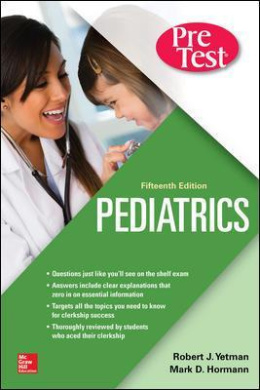 Pre
Test®
Fifteenth Edition
PEDIATRICS
• Questions just like you'll see on the shelf exam
• Answers include clear explanations that
zero in on essential information
• Targets all the topics you need to know
for clerkship success
• Thoroughly reviewed by students
who aced their clerkship
Robert J. Yetman
Mark D. Hormann
Mc
Graw
Hill
Education